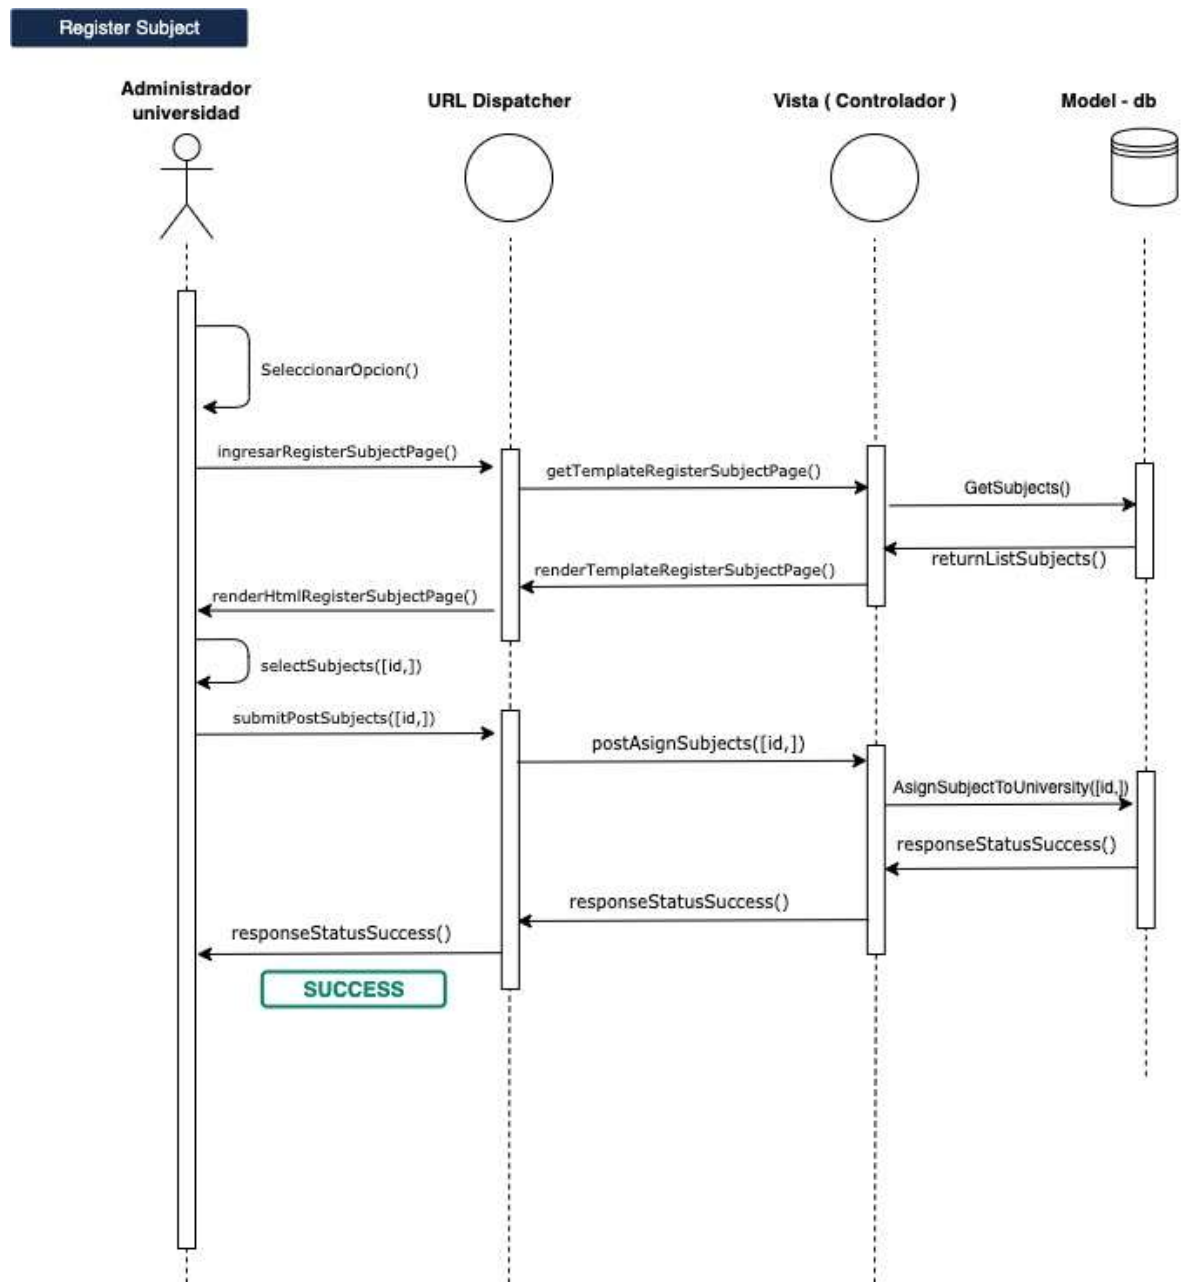 Register Subject
Administrador
universidad
URL Dispatcher
Vista ( Controlador )
Model - db
SeleccionarOpcion()
ingresarRegisterSubjectPage()
getTemplateRegisterSubjectPage()
GetSubjects()
returnListSubjects()
renderTemplateRegisterSubjectPage()
renderHtmlRegisterSubjectPage()
selectSubjects([id,])
submitPostSubjects([id,])
postAsignSubjects([id,])
AsignSubjectToUniversity([id,])
responseStatusSuccess()
responseStatusSuccess()
responseStatusSuccess()
SUCCESS